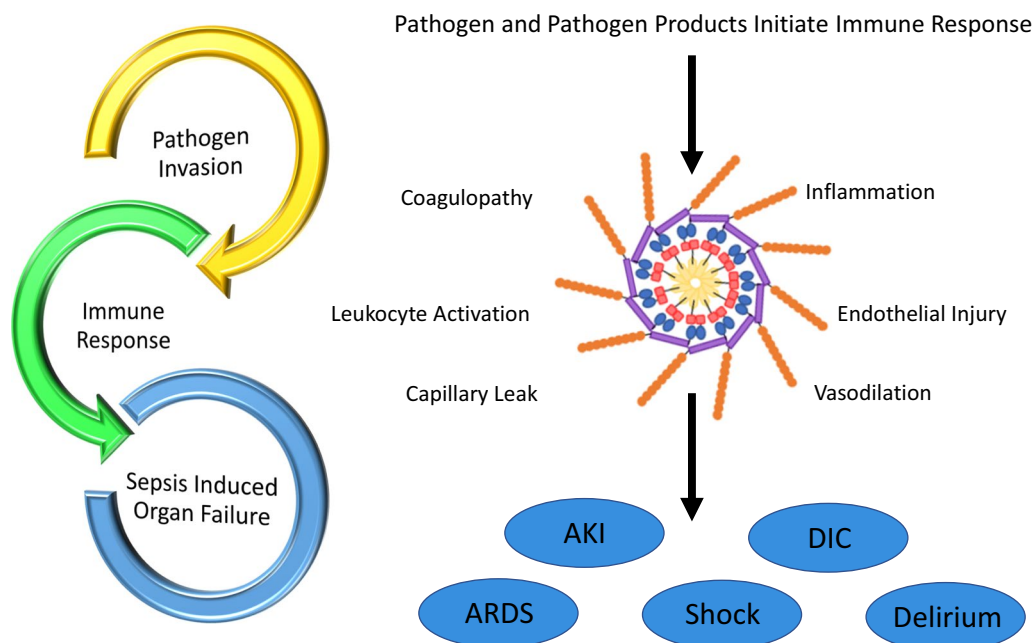 Pathogen and Pathogen Products Initiate Immune Response
Pathogen
Invasion
Immune
Response
Sepsis Induced
Organ Failure
Coagulopathy
Inflammation
Leukocyte Activation
Endothelial Injury
Capillary Leak
Vasodilation
AKI
DIC
ARDS
Shock
Delirium